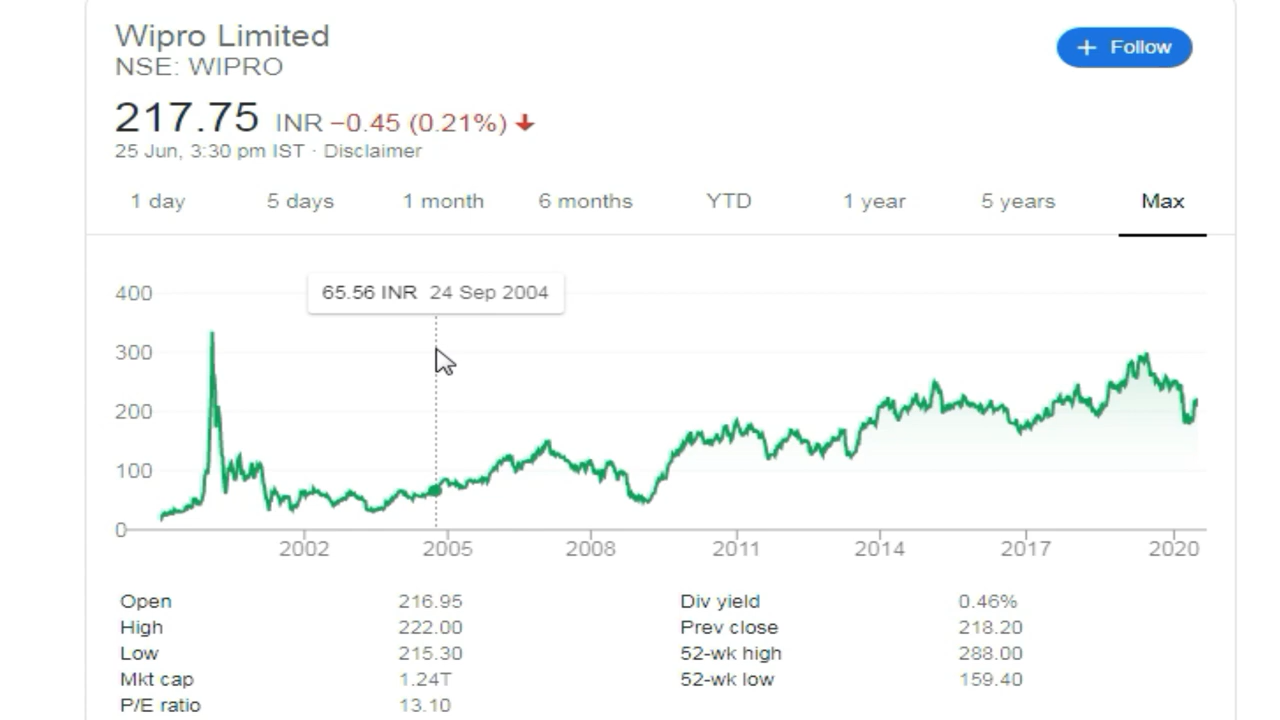 Wipro Limited
NSE: WIPRO
+ Follow
217.75 INR −0.45 (0.21%)
25 Jun, 3:30 pm IST · Disclaimer
1 day 5 days 1 month 6 months YTD 1 year 5 years Max
65.56 INR 24 Sep 2004
400
300
200
100
0
2002 2005 2008 2011 2014 2017 2020
Open 216.95 Div yield 0.46%
High 222.00 Prev close 218.20
Low 215.30 52-wk high 288.00
Mkt cap 1.24T 52-wk low 159.40
P/E ratio 13.10